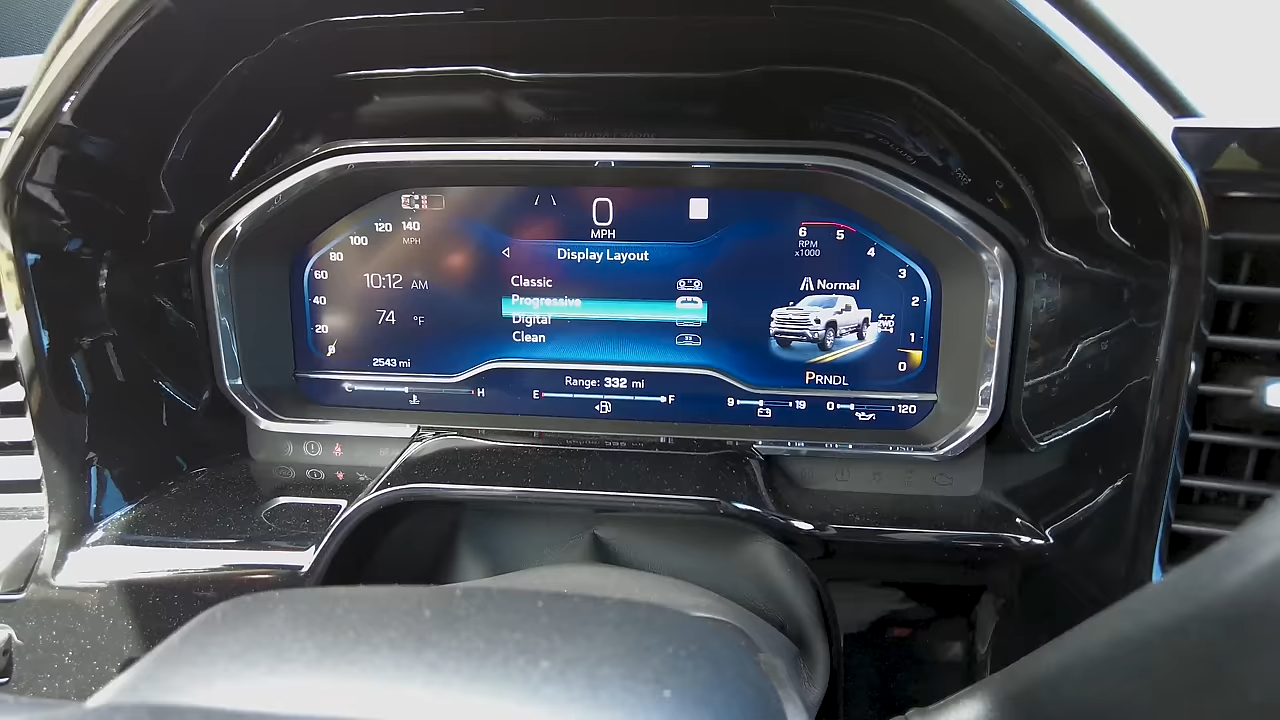 0
MPH
Display Layout
Classic
Progressive
Digital
Clean
140
120
100
80
60
40
20
MPH
10:12 AM
74 °F
2543 mi
6
5
4
3
2
1
0
RPM
x1000
Normal
PRNDL
H
Range: 332 mi
E F
9 19
0 120